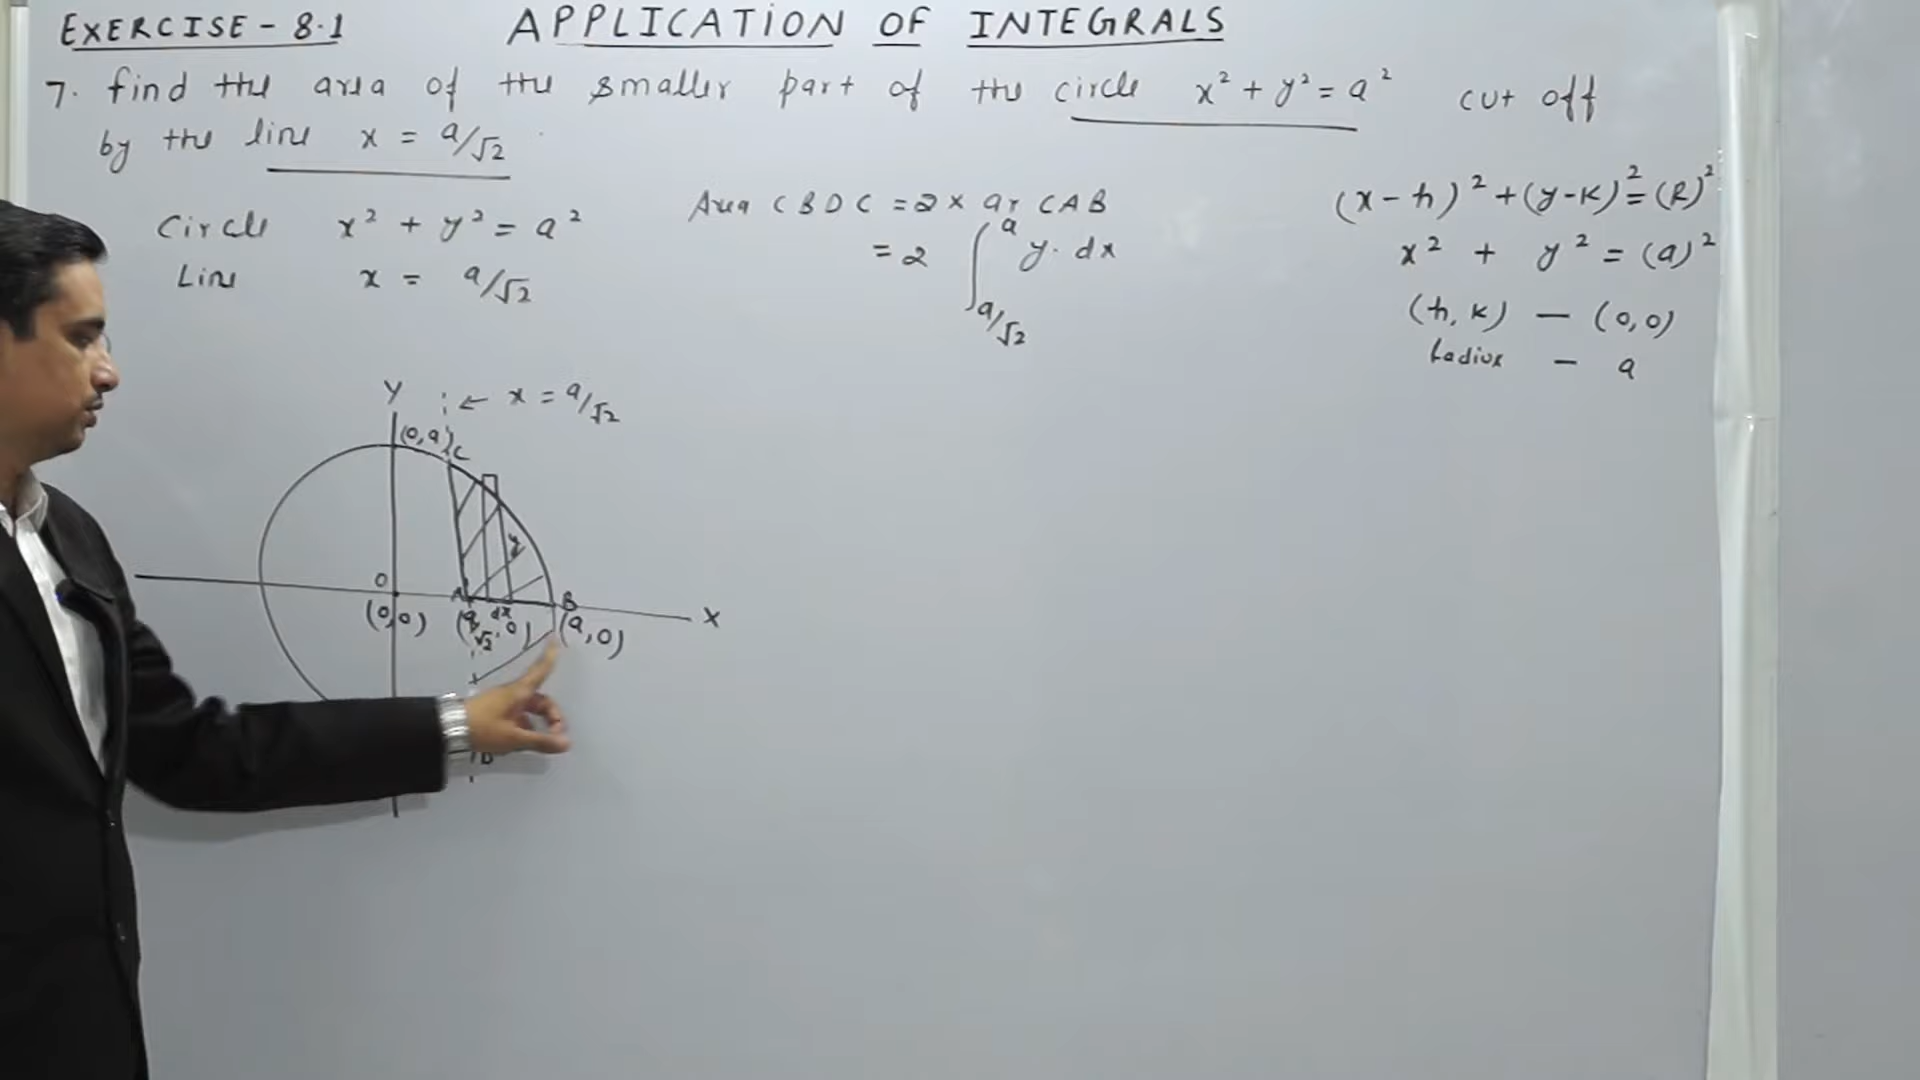 EXERCISE - 8.1 APPLICATION OF INTEGRALS
7. find the area of the smaller part of the circle x² + y² = a² cut off
by the line x = a/√2
Circle x² + y² = a²
Line x = a/√2
Area CBDC = 2 × ar CAB
= 2 ∫ₐ/√₂ᵃ y· dx
(x - h)² + (y - k)² = (R)²
x² + y² = (a)²
(h, k) — (0,0)
Radius — a
Y
← x = a/√2
(0,a)
C
y
O
A
B
X
(0,0)
(a/√2, 0)
dx
(a,0)
D